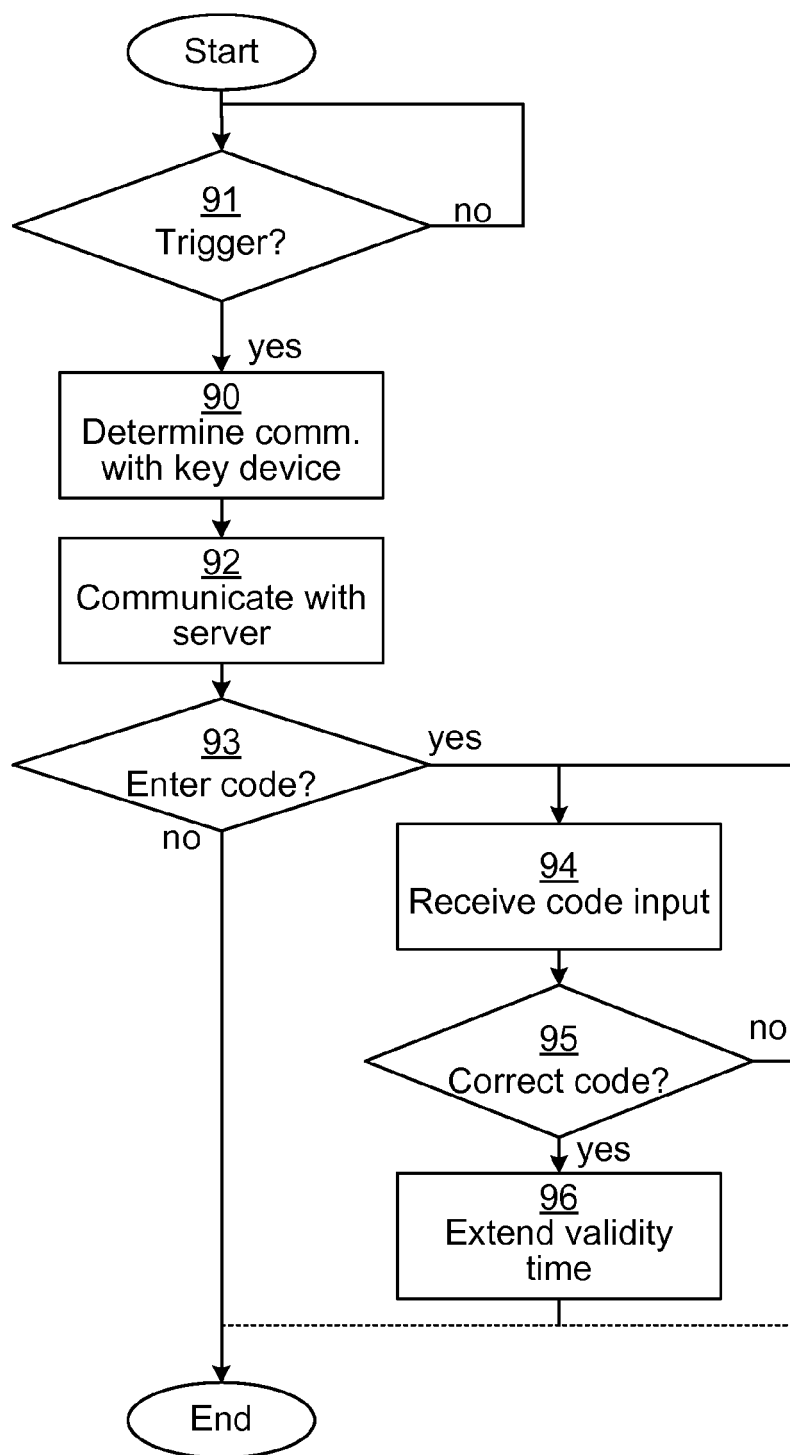 Start
91
Trigger?
no
yes
90
Determine comm.
with key device
92
Communicate with
server
93
Enter code?
yes
no
94
Receive code input
95
Correct code?
no
yes
96
Extend validity
time
End